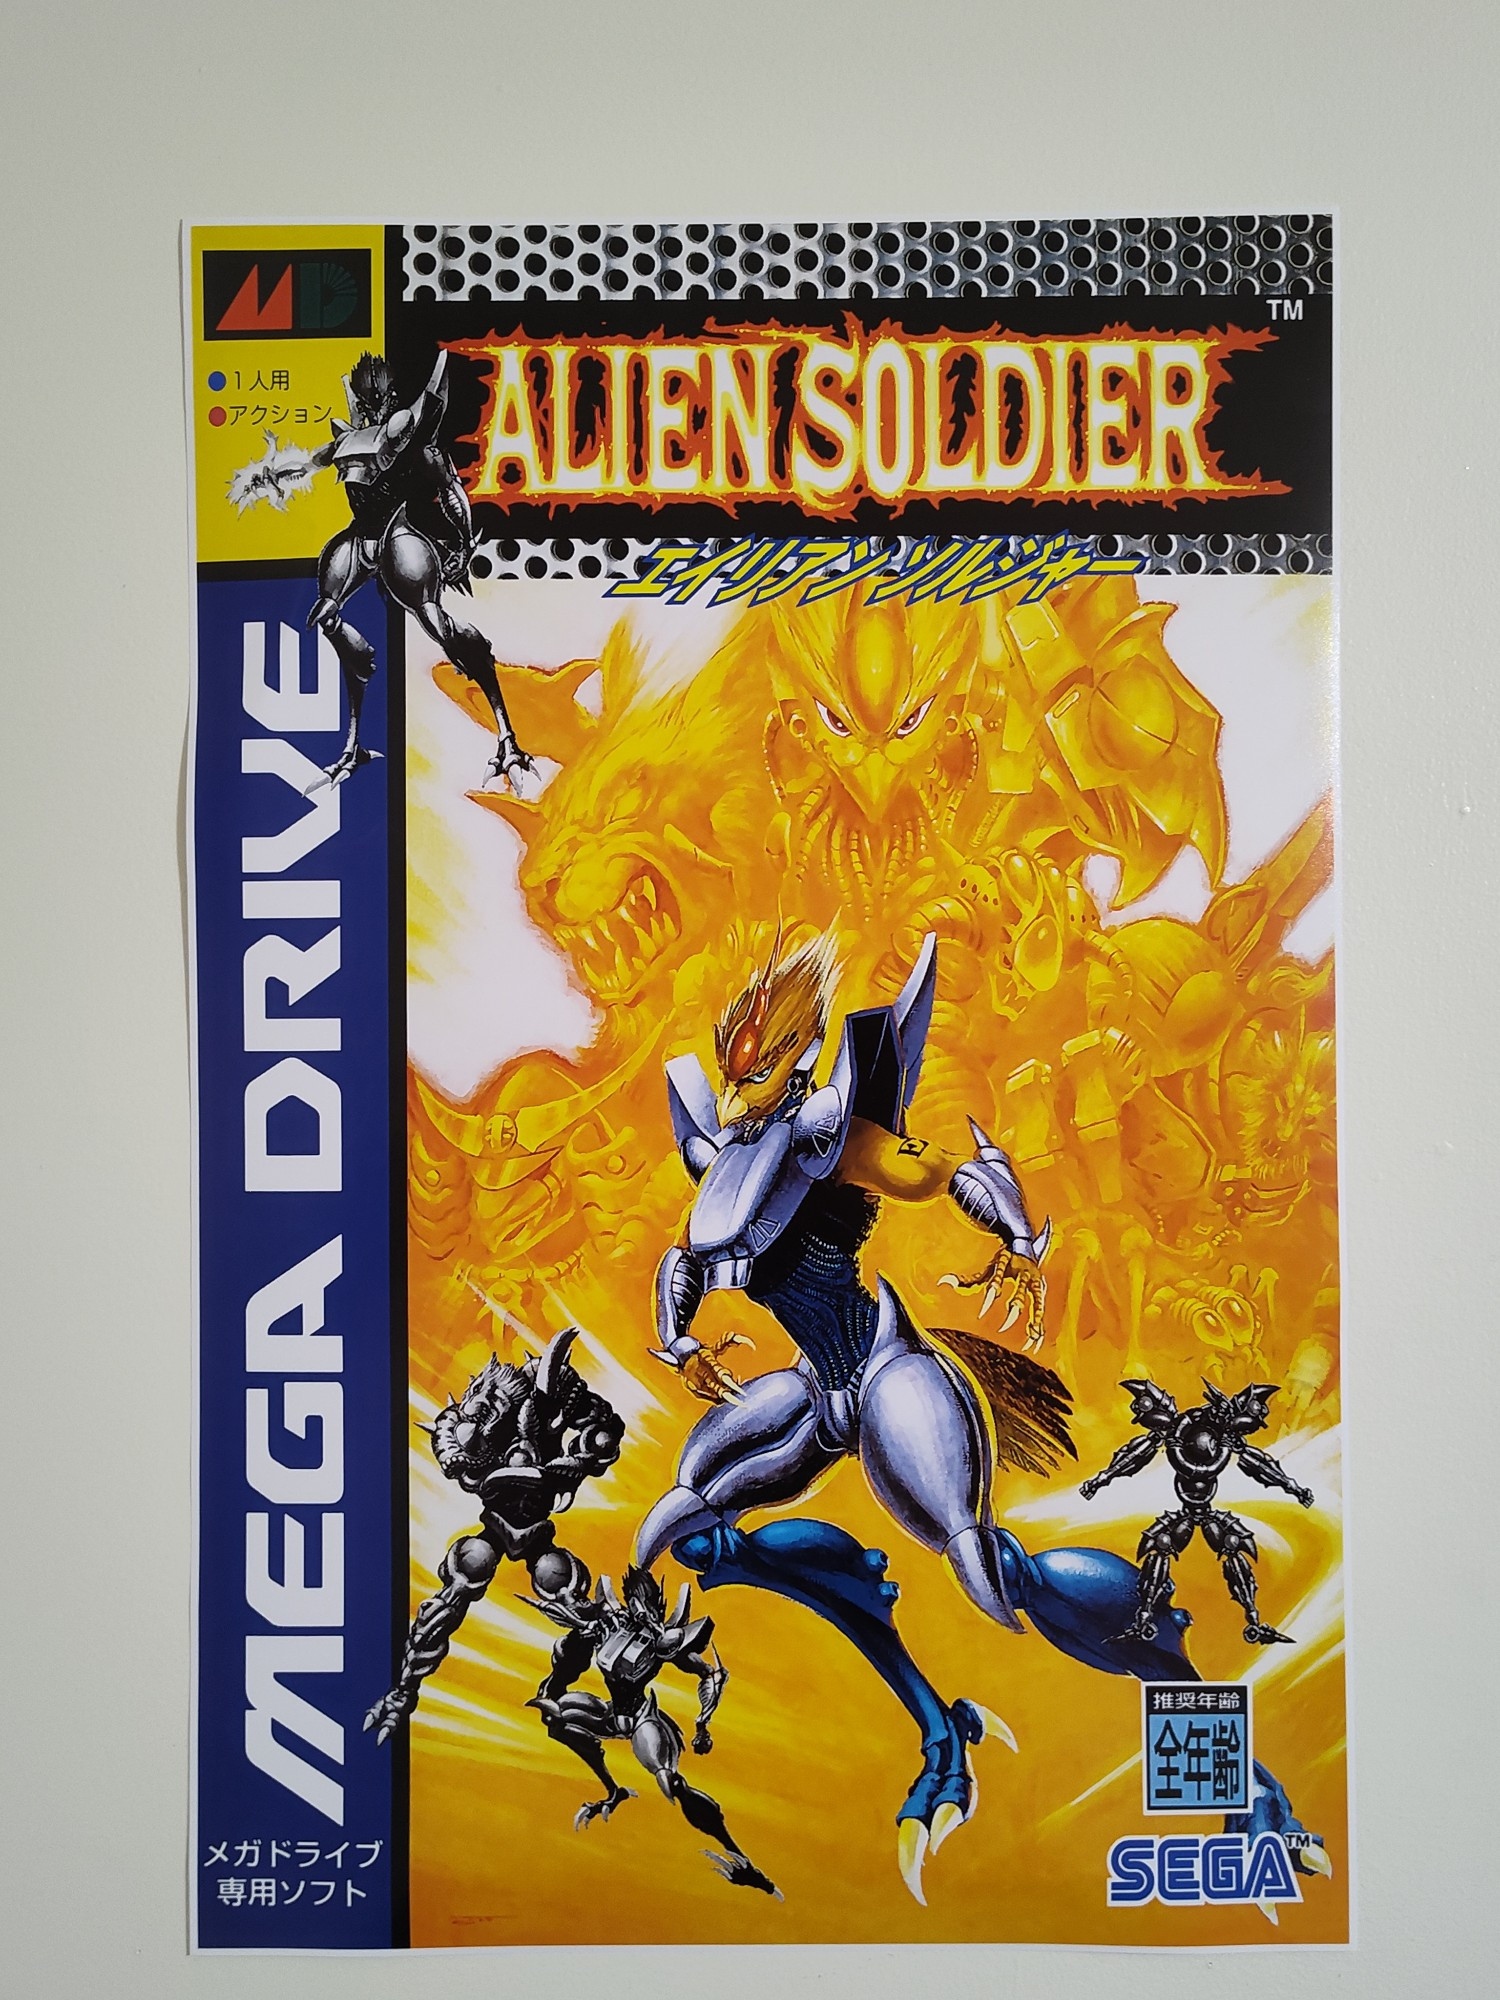 MD
●1人用
●アクション
TM
ALIEN SOLDIER
エイリアンソルジャー
MEGA DRIVE
メガドライブ
専用ソフト
推奨年齢
全年齢
SEGA TM